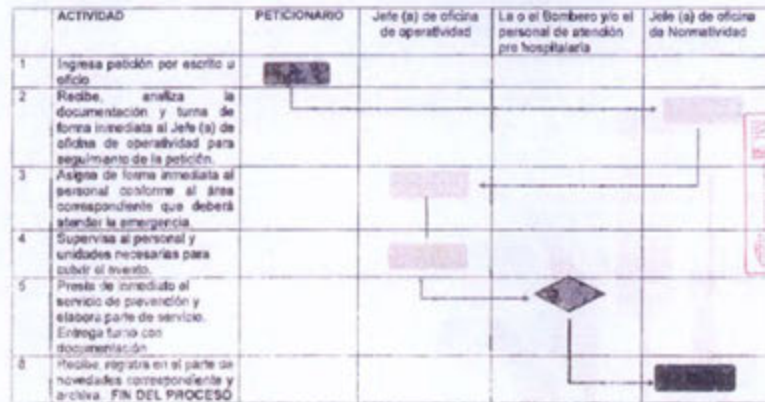 ACTIVIDAD
PETICIONARIO
Jefe (a) de oficina
de operatividad
La o el Bombero y/o el
personal de atención
pre hospitalaria
Jefe (a) de oficina
de Normatividad
1
Ingresa petición por escrito u
oficio
2
Recibe, analiza la
documentación y turna de
forma inmediata al Jefe (a) de
oficina de operatividad para
seguimiento de la petición.
3
Asigna de forma inmediata al
personal conforme al área
correspondiente que deberá
atender la emergencia.
4
Supervisa al personal y
unidades necesarias para
cubrir el evento.
5
Presta de inmediato el
servicio de prevención y
elabora parte de servicio.
Entrega turno con
documentación
6
Recibe, registra en el parte de
novedades correspondiente y
archiva. FIN DEL PROCESO